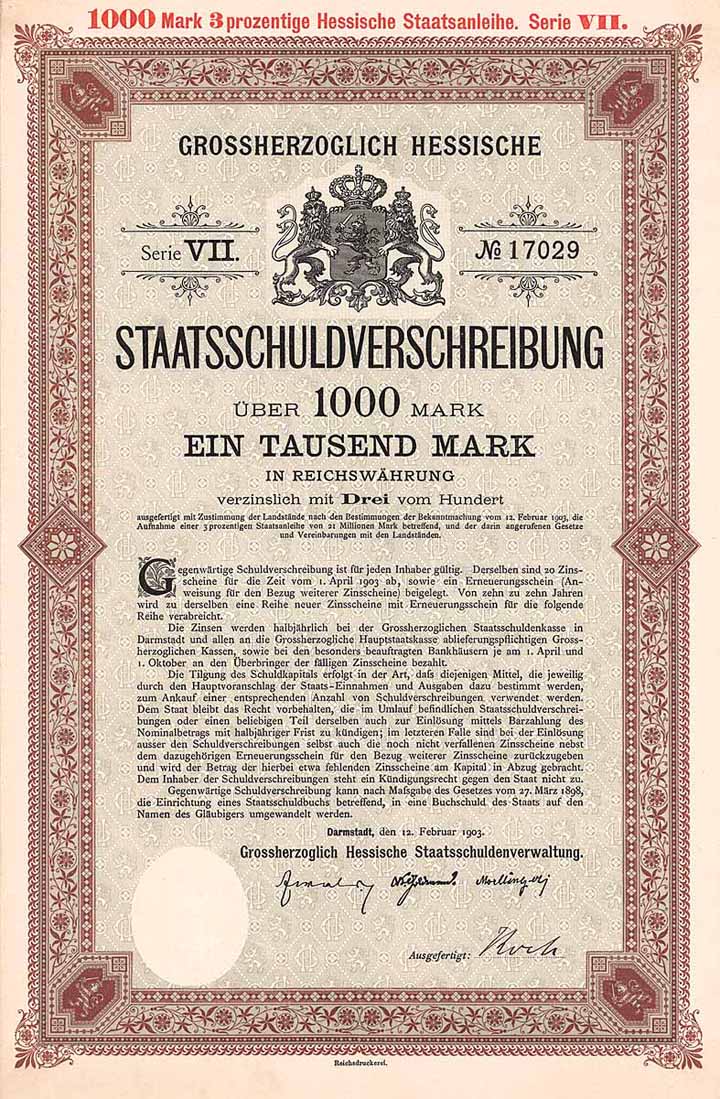 1000 Mark 3 prozentige Hessische Staatsanleihe. Serie VII.
GROSSHERZOGLICH HESSISCHE
Serie VII.
№ 17029
STAATSSCHULDVERSCHREIBUNG
ÜBER 1000 MARK
EIN TAUSEND MARK
IN REICHSWÄHRUNG
verzinslich mit Drei vom Hundert
ausgefertigt mit Zustimmung der Landstände nach den Bestimmungen der Bekanntmachung vom 12. Februar 1903, die
Aufnahme einer 3 prozentigen Staatsanleihe von 21 Millionen Mark betreffend, und der darin angerufenen Gesetze
und Vereinbarungen mit den Landständen.
Gegenwärtige Schuldverschreibung ist für jeden Inhaber gültig. Derselben sind 20 Zins-
scheine für die Zeit vom 1. April 1903 ab, sowie ein Erneuerungsschein (An-
weisung für den Bezug weiterer Zinsscheine) beigelegt. Von zehn zu zehn Jahren
wird zu derselben eine Reihe neuer Zinsscheine mit Erneuerungsschein für die folgende
Reihe verabreicht.
Die Zinsen werden halbjährlich bei der Grossherzoglichen Staatsschuldenkasse in
Darmstadt und allen an die Grossherzogliche Hauptstaatskasse ablieferungspflichtigen Gross-
herzoglichen Kassen, sowie bei den besonders beauftragten Bankhäusern je am 1. April und
1. Oktober an den Überbringer der fälligen Zinsscheine bezahlt.
Die Tilgung des Schuldkapitals erfolgt in der Art, dafs diejenigen Mittel, die jeweilig
durch den Hauptvoranschlag der Staats-Einnahmen und Ausgaben dazu bestimmt werden,
zum Ankauf einer entsprechenden Anzahl von Schuldverschreibungen verwendet werden.
Dem Staat bleibt das Recht vorbehalten, die im Umlauf befindlichen Staatsschuldverschrei-
bungen oder einen beliebigen Teil derselben auch zur Einlösung mittels Barzahlung des
Nominalbetrags mit halbjähriger Frist zu kündigen; im letzteren Falle sind bei der Einlösung
ausser den Schuldverschreibungen selbst auch die noch nicht verfallenen Zinsscheine nebst
dem dazugehörigen Erneuerungsschein für den Bezug weiterer Zinsscheine zurückzugeben
und wird der Betrag der hierbei etwa fehlenden Zinsscheine am Kapital in Abzug gebracht.
Dem Inhaber der Schuldverschreibungen steht ein Kündigungsrecht gegen den Staat nicht zu.
Gegenwärtige Schuldverschreibung kann nach Mafsgabe des Gesetzes vom 27. März 1898,
die Einrichtung eines Staatsschuldbuchs betreffend, in eine Buchschuld des Staats auf den
Namen des Gläubigers umgewandelt werden.
Darmstadt, den 12. Februar 1903.
Grossherzoglich Hessische Staatsschuldenverwaltung.
Ausgefertigt: Koch
Reichsdruckerei.